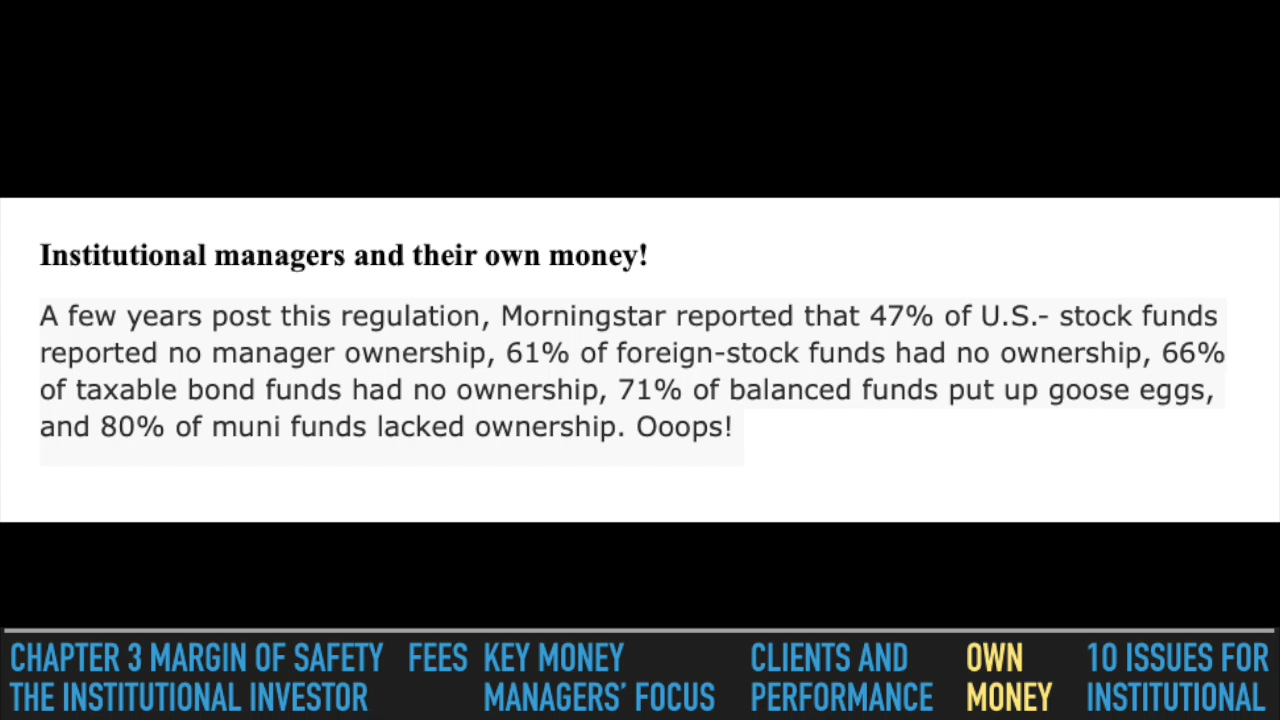 Institutional managers and their own money!
A few years post this regulation, Morningstar reported that 47% of U.S.- stock funds
reported no manager ownership, 61% of foreign-stock funds had no ownership, 66%
of taxable bond funds had no ownership, 71% of balanced funds put up goose eggs,
and 80% of muni funds lacked ownership. Ooops!
CHAPTER 3 MARGIN OF SAFETY
THE INSTITUTIONAL INVESTOR
FEES
KEY MONEY
MANAGERS' FOCUS
CLIENTS AND
PERFORMANCE
OWN
MONEY
10 ISSUES FOR
INSTITUTIONAL